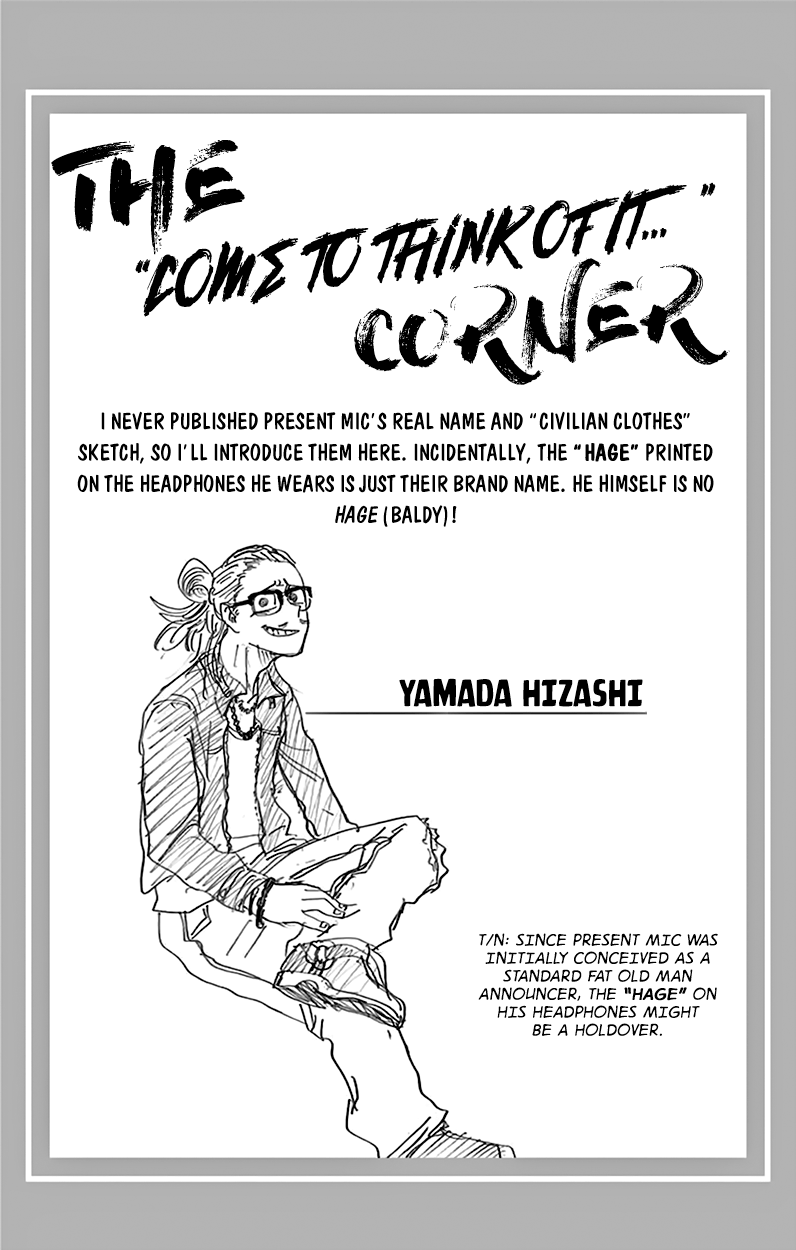 THE
"COME TO THINK OF IT..."
CORNER
I NEVER PUBLISHED PRESENT MIC'S REAL NAME AND "CIVILIAN CLOTHES"
SKETCH, SO I'LL INTRODUCE THEM HERE. INCIDENTALLY, THE "HAGE" PRINTED
ON THE HEADPHONES HE WEARS IS JUST THEIR BRAND NAME. HE HIMSELF IS NO
HAGE (BALDY)!
YAMADA HIZASHI
T/N: SINCE PRESENT MIC WAS
INITIALLY CONCEIVED AS A
STANDARD FAT OLD MAN
ANNOUNCER, THE "HAGE" ON
HIS HEADPHONES MIGHT
BE A HOLDOVER.